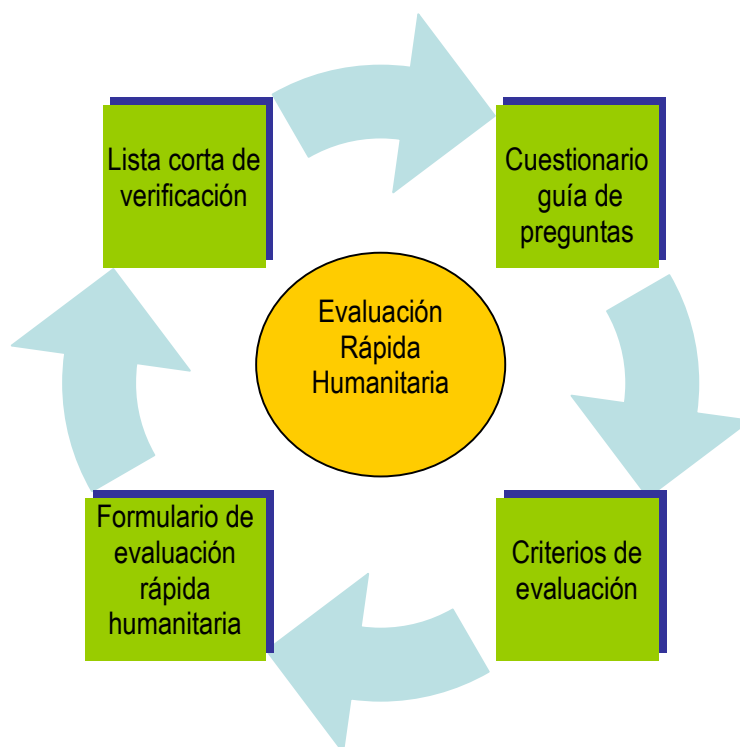 Lista corta de
verificación
Cuestionario
guía de
preguntas
Evaluación
Rápida
Humanitaria
Formulario de
evaluación
rápida
humanitaria
Criterios de
evaluación